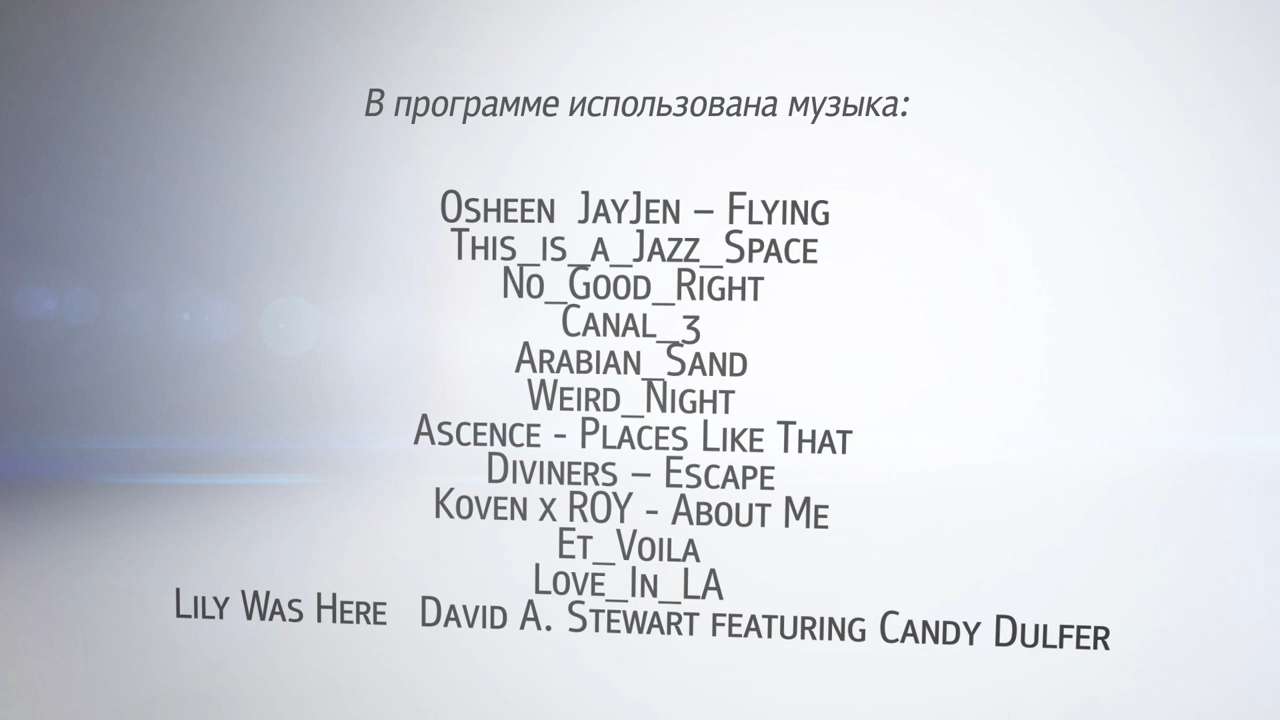 В программе использована музыка:
Osheen JayJen – Flying
This_is_a_Jazz_Space
No_Good_Right
Canal_3
Arabian_Sand
Weird_Night
Ascence - Places Like That
Diviners – Escape
Koven x ROY - About Me
Et_Voila
Love_In_LA
Lily Was Here David A. Stewart featuring Candy Dulfer